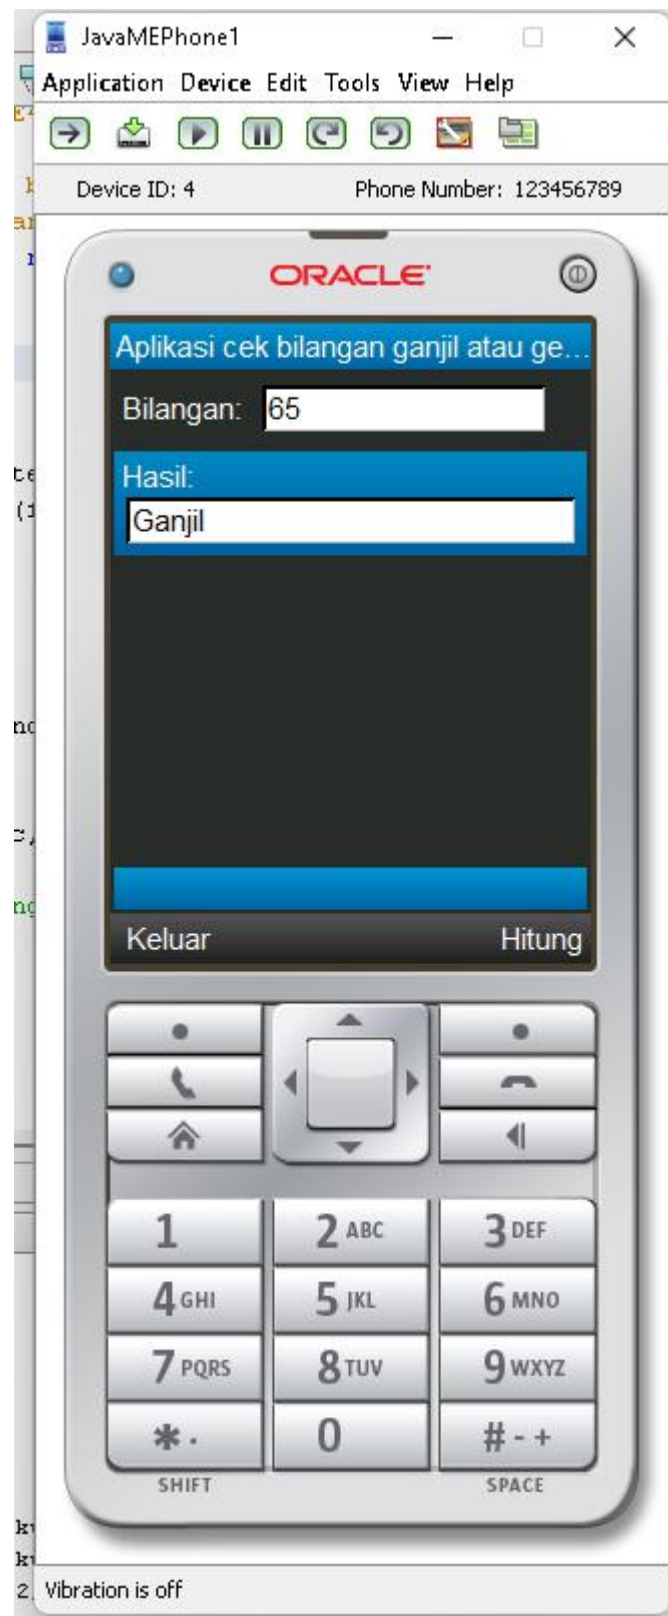 JavaMEPhone1
Application Device Edit Tools View Help
Device ID: 4 Phone Number: 123456789
ORACLE
Aplikasi cek bilangan ganjil atau ge...
Bilangan: 65
Hasil:
Ganjil
Keluar Hitung
1 2 ABC 3 DEF
4 GHI 5 JKL 6 MNO
7 PQRS 8 TUV 9 WXYZ
* . 0 # - +
SHIFT SPACE
Vibration is off